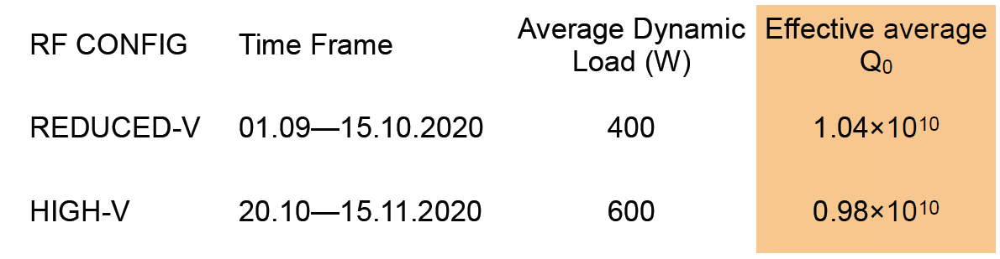 RF CONFIG Time Frame Average Dynamic Load (W) Effective average Q₀
REDUCED-V 01.09—15.10.2020 400 1.04×10¹⁰
HIGH-V 20.10—15.11.2020 600 0.98×10¹⁰